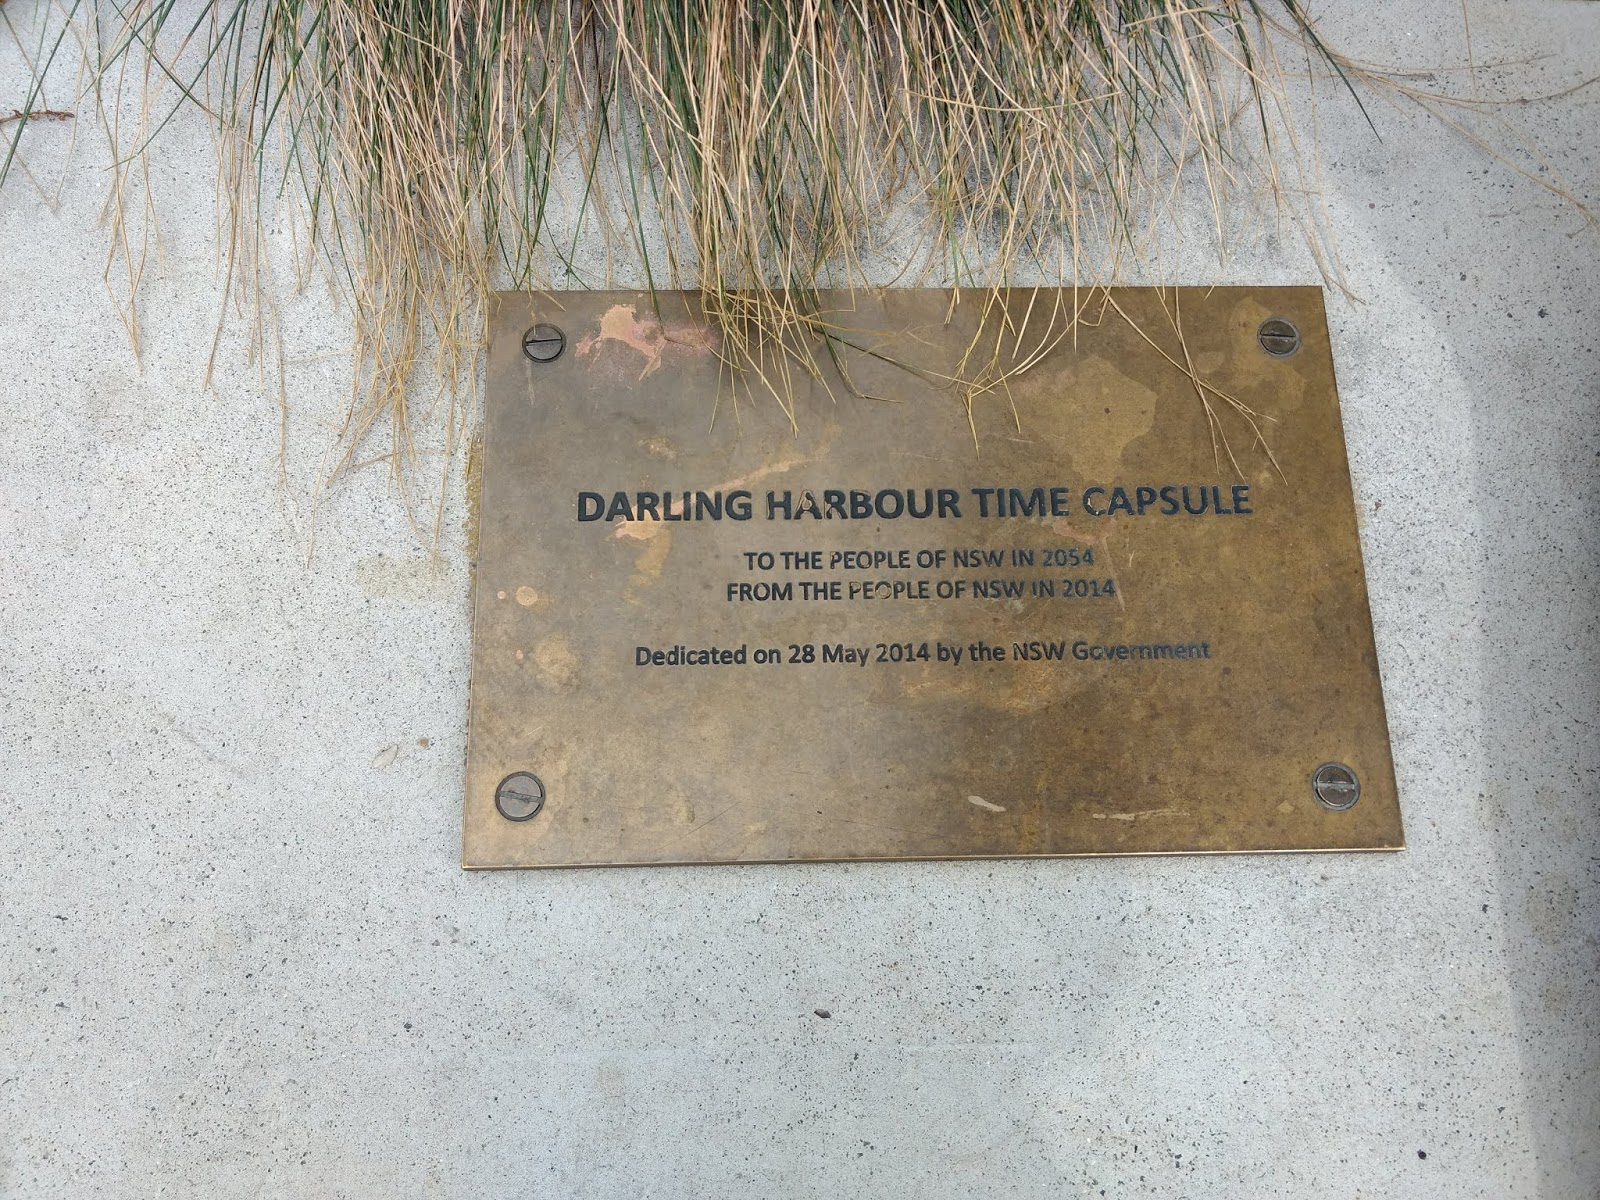 DARLING HARBOUR TIME CAPSULE
TO THE PEOPLE OF NSW IN 2054
FROM THE PEOPLE OF NSW IN 2014
Dedicated on 28 May 2014 by the NSW Government